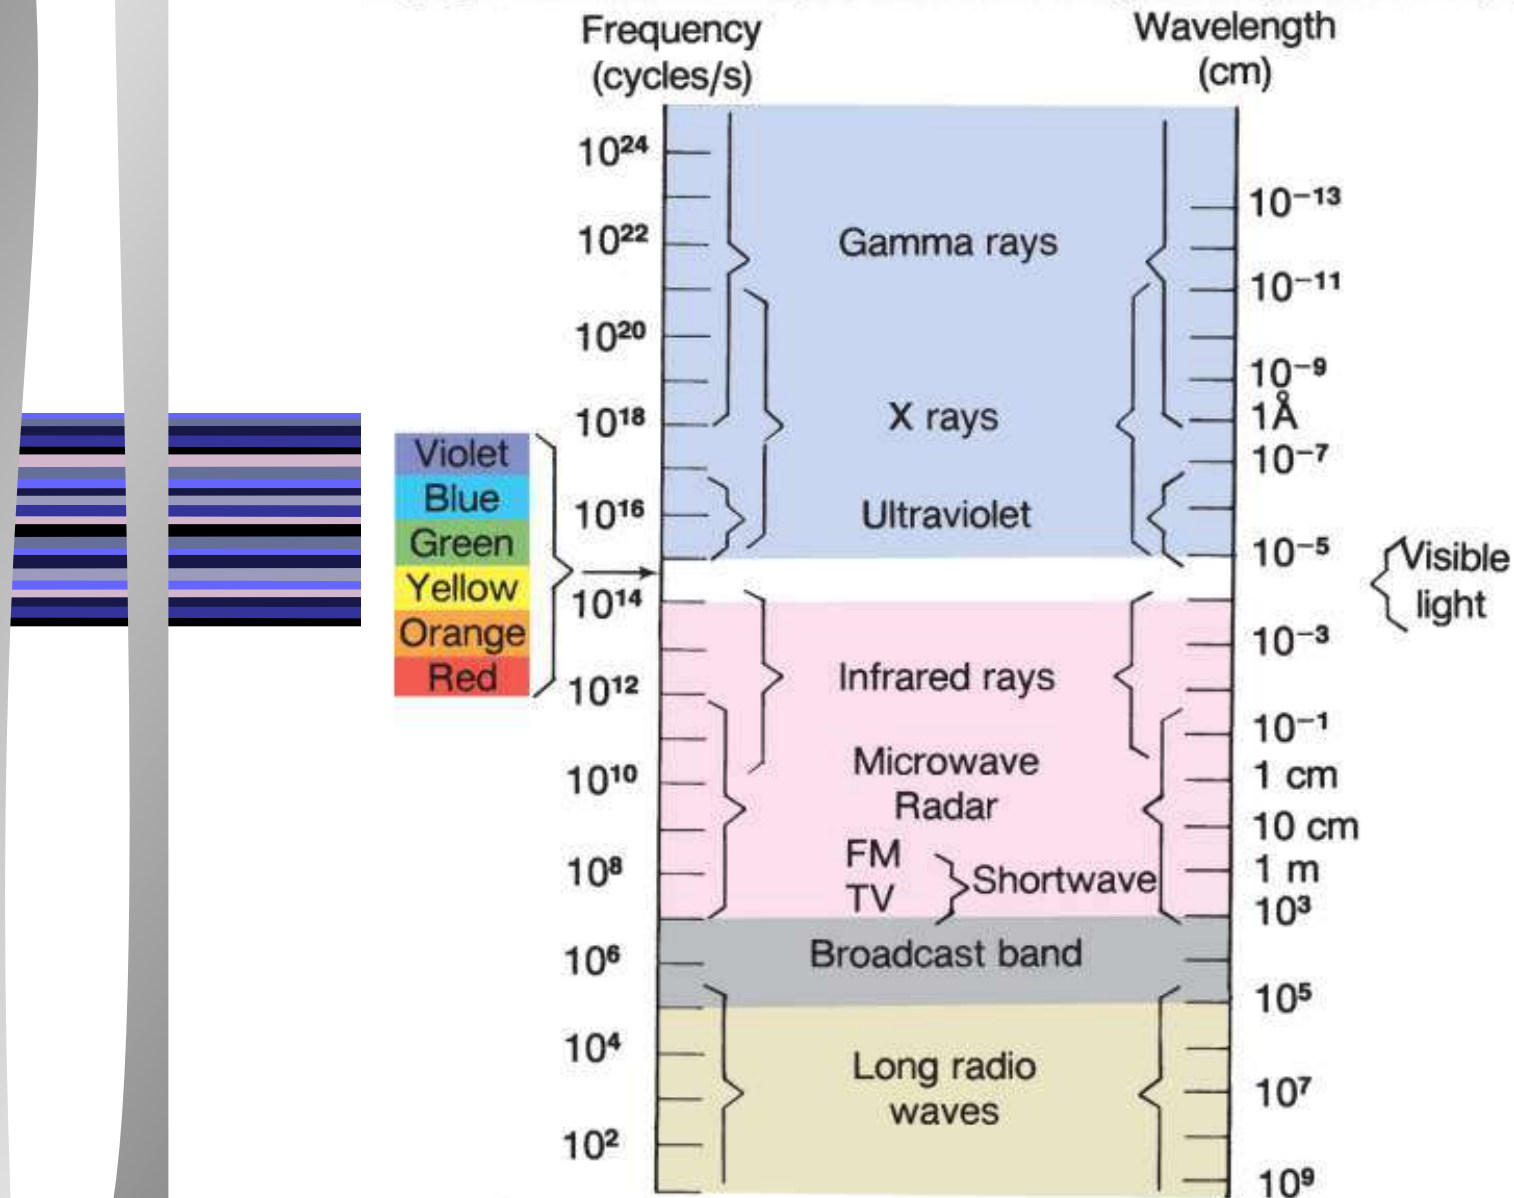 Frequency
(cycles/s)
Wavelength
(cm)
10²⁴
10²²
10²⁰
10¹⁸
10¹⁶
10¹⁴
10¹²
10¹⁰
10⁸
10⁶
10⁴
10²
Violet
Blue
Green
Yellow
Orange
Red
Gamma rays
X rays
Ultraviolet
Infrared rays
Microwave
Radar
FM
TV
Shortwave
Broadcast band
Long radio
waves
10⁻¹³
10⁻¹¹
10⁻⁹
1Å
10⁻⁷
10⁻⁵
10⁻³
10⁻¹
1 cm
10 cm
1 m
10³
10⁵
10⁷
10⁹
Visible
light